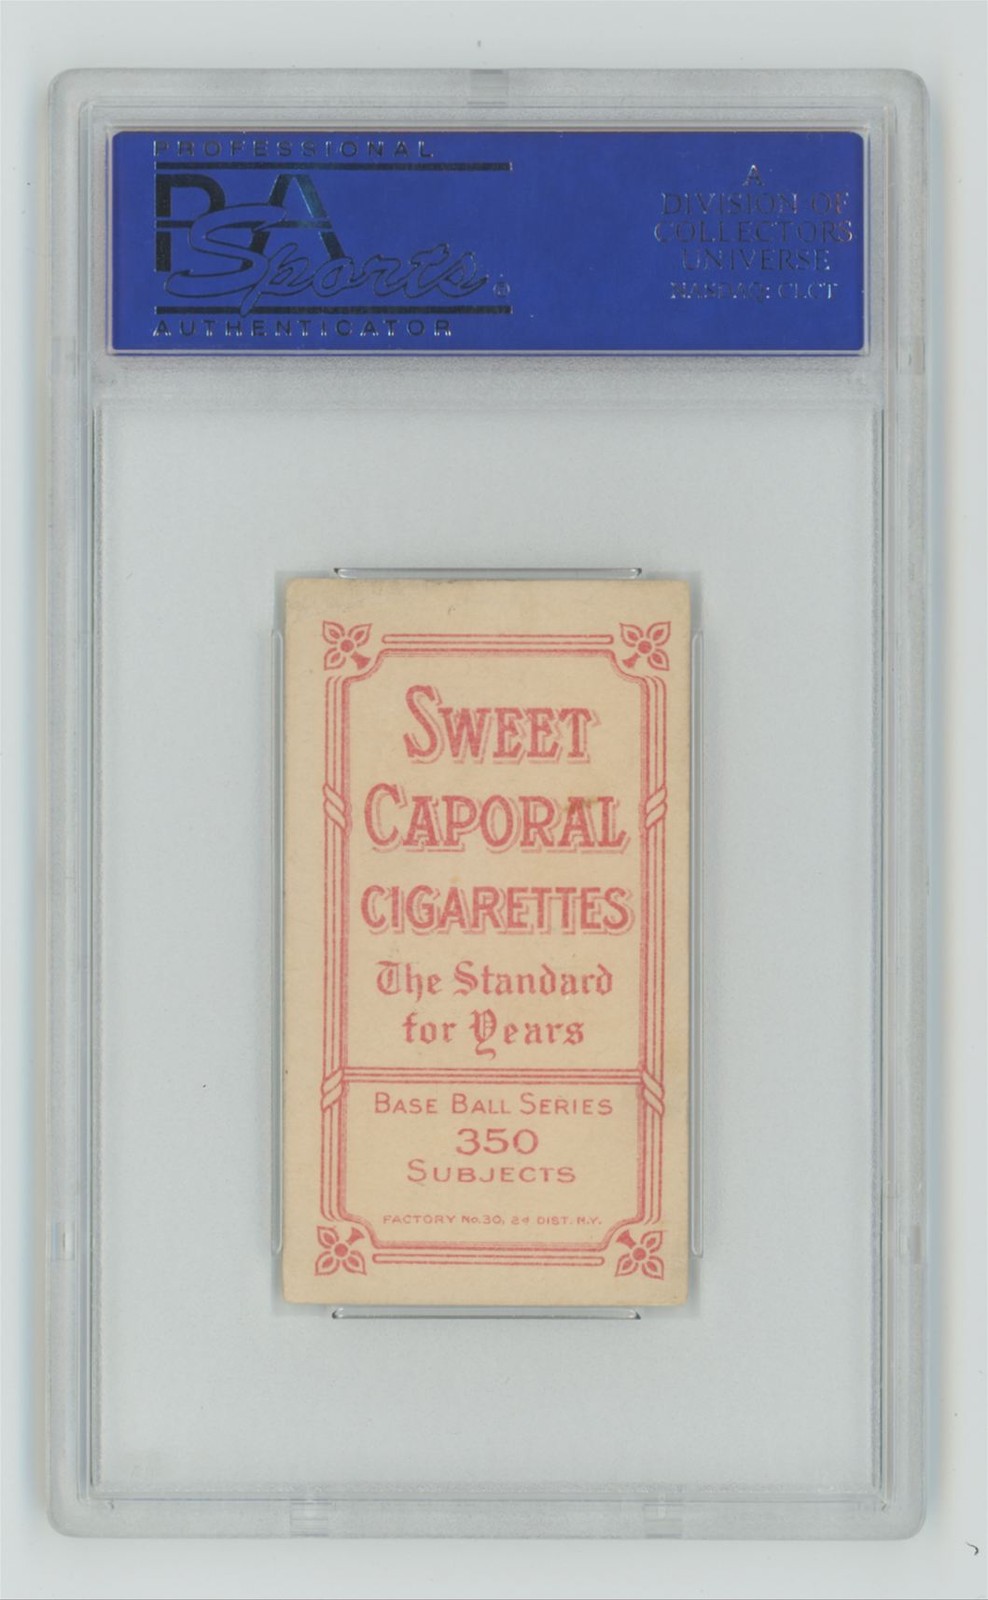 PROFESSIONAL
PSA
Sports®
AUTHENTICATOR
A
DIVISION OF
COLLECTORS
UNIVERSE
NASDAQ: CLCT
SWEET
CAPORAL
CIGARETTES
The Standard
for Years
BASE BALL SERIES
350
SUBJECTS
FACTORY No. 30, 2d DIST. N.Y.